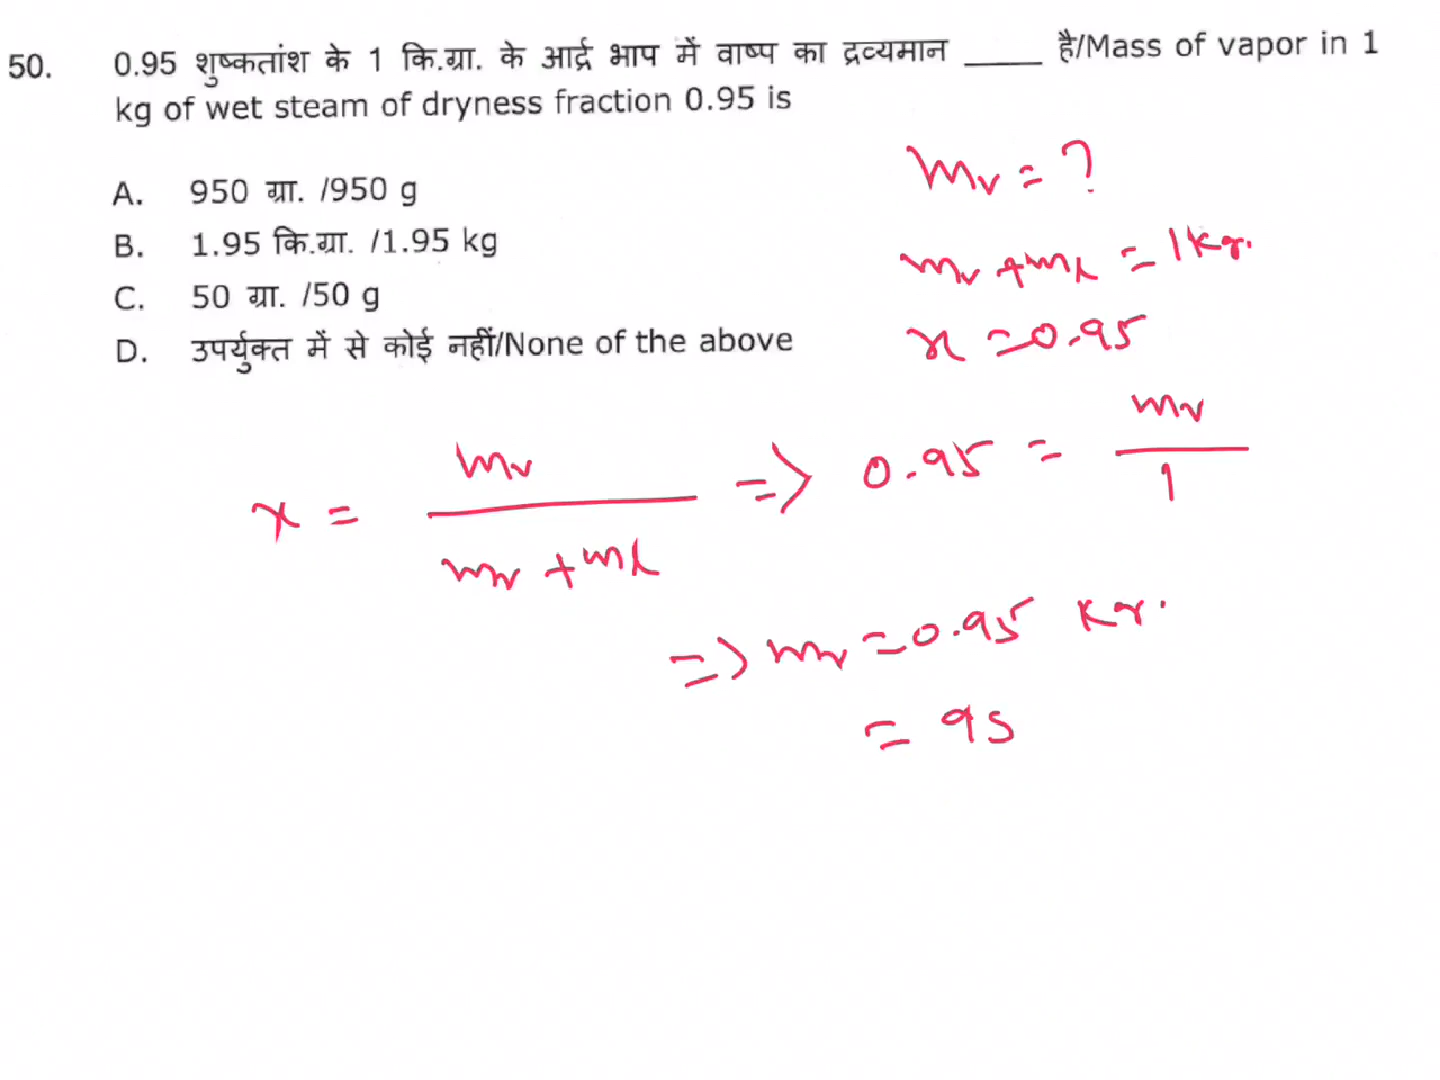 50. 0.95 शुष्कतांश के 1 कि.ग्रा. के आर्द्र भाप में वाष्प का द्रव्यमान _____ है/Mass of vapor in 1
kg of wet steam of dryness fraction 0.95 is
A. 950 ग्रा. /950 g
B. 1.95 कि.ग्रा. /1.95 kg
C. 50 ग्रा. /50 g
D. उपर्युक्त में से कोई नहीं/None of the above
mv = ?
mv + ml = 1 kg.
x = 0.95
x = mv / (mv + ml) => 0.95 = mv / 1
=> mv = 0.95 kg.
= 95